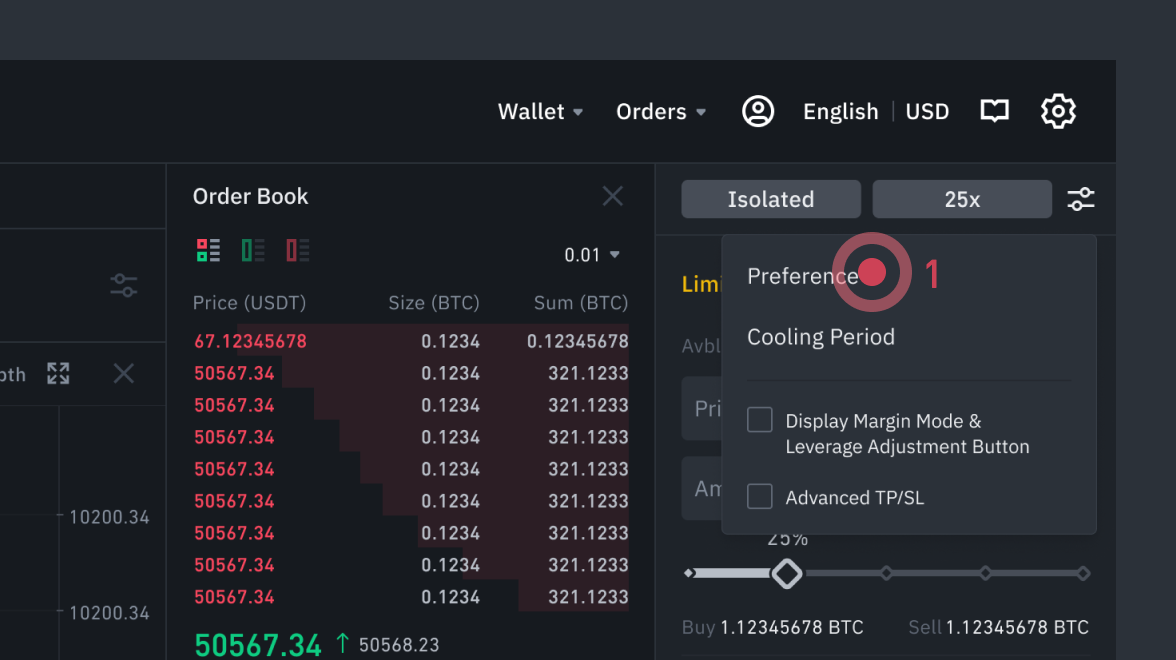 Wallet
Orders
English
USD
Order Book
Isolated
25x
0.01
Preference
1
Price (USDT) Size (BTC) Sum (BTC)
Cooling Period
67.12345678 0.1234 0.12345678
50567.34 0.1234 321.1233
50567.34 0.1234 321.1233
50567.34 0.1234 321.1233
50567.34 0.1234 321.1233
50567.34 0.1234 321.1233
50567.34 0.1234 321.1233
50567.34 0.1234 321.1233
50567.34 0.1234 321.1233
50567.34 50568.23
10200.34
10200.34
Avbl
Display Margin Mode &
Leverage Adjustment Button
Advanced TP/SL
25%
Buy 1.12345678 BTC
Sell 1.12345678 BTC